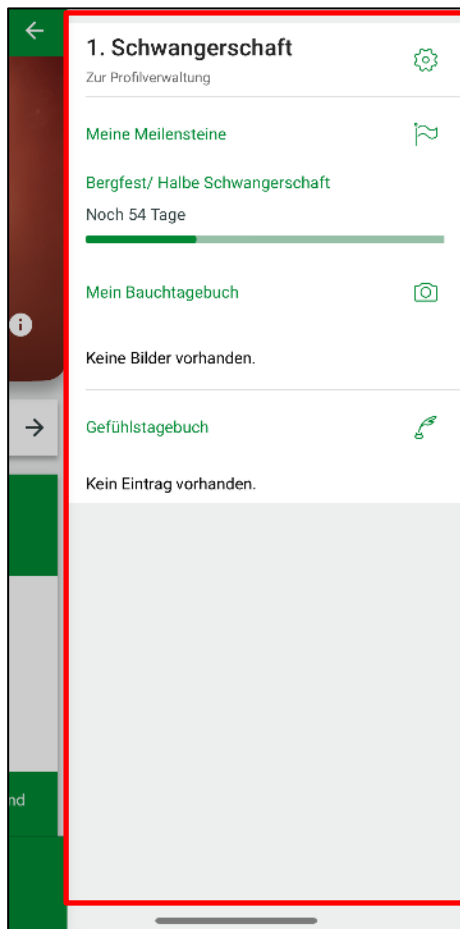 1. Schwangerschaft
Zur Profilverwaltung
Meine Meilensteine
Bergfest/ Halbe Schwangerschaft
Noch 54 Tage
Mein Bauchtagebuch
Keine Bilder vorhanden.
Gefühlstagebuch
Kein Eintrag vorhanden.
nd